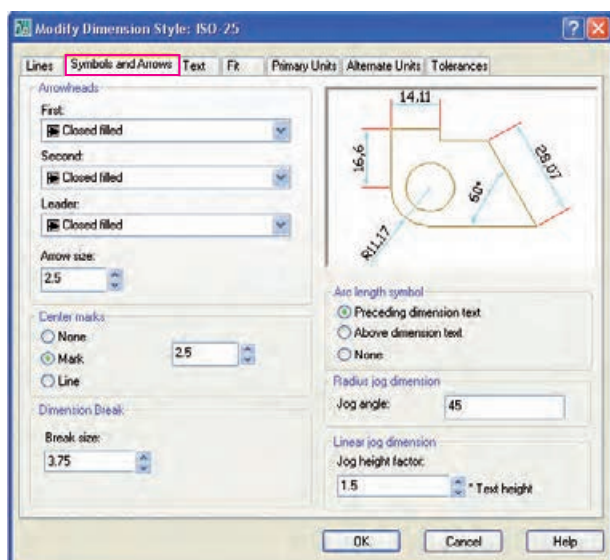 Modify Dimension Style: ISO-25
Lines Symbols and Arrows Text Fit Primary Units Alternate Units Tolerances
Arrowheads
First:
Closed filled
Second:
Closed filled
Leader:
Closed filled
Arrow size:
2.5
Center marks
None
Mark
2.5
Line
Dimension Break
Break size:
3.75
14,11
16,6
28,07
60°
R11,17
Arc length symbol
Preceding dimension text
Above dimension text
None
Radius jog dimension
Jog angle: 45
Linear jog dimension
Jog height factor:
1.5 * Text height
OK Cancel Help